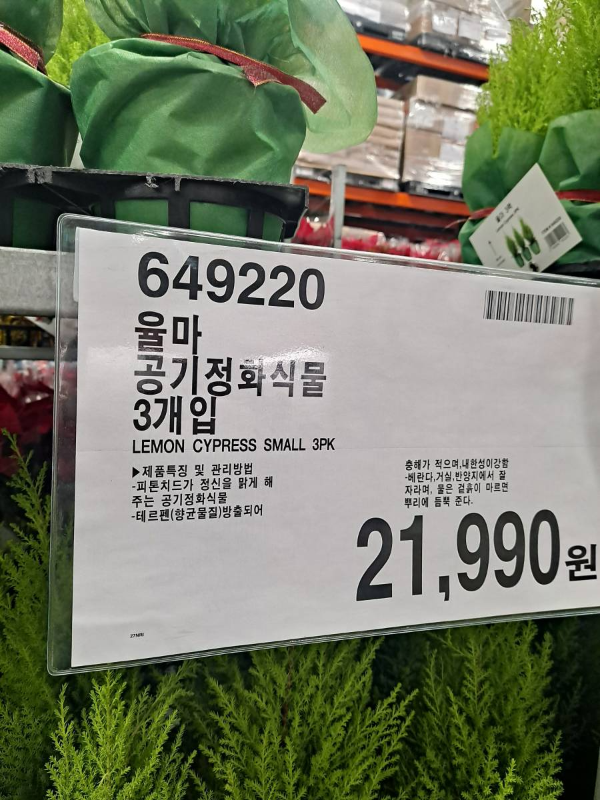 649220
율마
공기정화식물
3개입
LEMON CYPRESS SMALL 3PK
▶제품특징 및 관리방법
-피톤치드가 정신을 맑게 해
주는 공기정화식물
-테르펜(향균물질)방출되어
충해가 적으며,내한성이강함
-베란다,거실,반양지에서 잘
자라며, 물은 겉흙이 마르면
뿌리에 듬뿍 준다.
21,990원